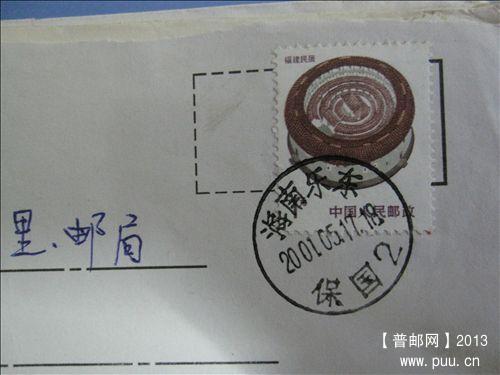 福建民居
中国人民邮政
海南乐东
2001.05.17.18
保国2
里、邮局
【普邮网】2013
www.puu.cn